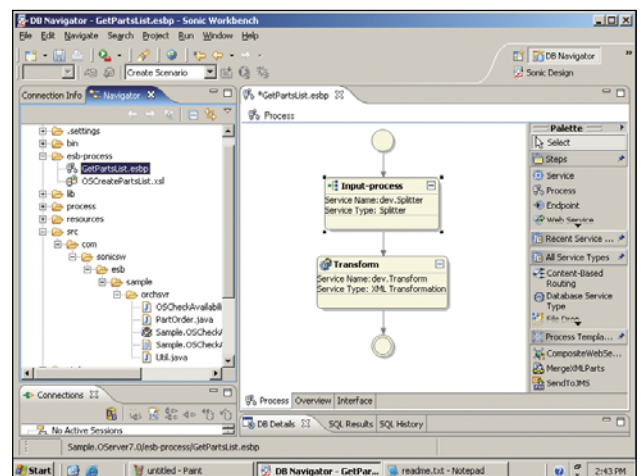 DB Navigator - GetPartsList.esbp - Sonic Workbench
File Edit Navigate Search Project Run Window Help
Create Scenario
DB Navigator
Sonic Design
Connection Info
Navigator
.settings
bin
esb-process
GetPartsList.esbp
OSCreatePartsList.xsl
lib
process
resources
src
com
sonicsw
esb
sample
orchsvr
OSCheckAvailabili
PartOrder.java
Sample.OSCheckA
Sample.OSCheckA
Util.java
Connections
No Active Sessions
*GetPartsList.esbp
Process
Input-process
Service Name:dev.Splitter
Service Type: Splitter
Transform
Service Name:dev.Transform
Service Type: XML Transformation
Process Overview Interface
Palette
Select
Steps
Service
Process
Endpoint
Web Service
Recent Service ...
All Service Types
Content-Based
Routing
Database Service
Type
File Drop
Process Templa...
CompositeWebSe...
MergeXMLParts
SendToJMS
DB Details SQL Results SQL History
Sample.OServer7.0/esb-process/GetPartsList.esbp
Start
untitled - Paint
DB Navigator - GetPar...
readme.txt - Notepad
2:43 PM